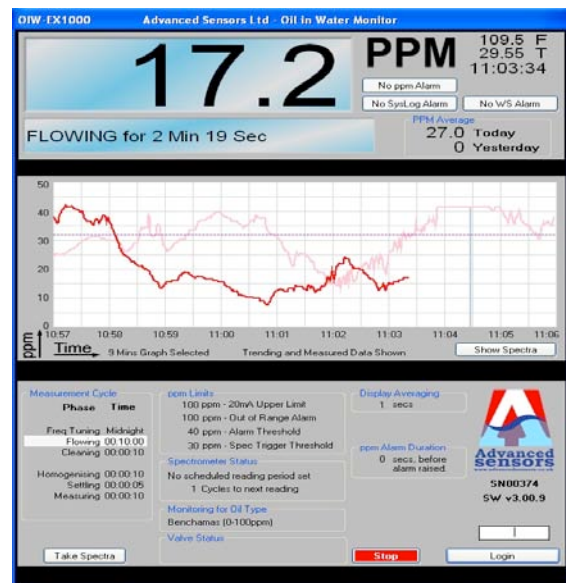 OIW-EX1000 Advanced Sensors Ltd - Oil in Water Monitor
17.2 PPM
109.5 F
29.55 T
11:03:34
No ppm Alarm
No SysLog Alarm No WS Alarm
FLOWING for 2 Min 19 Sec
PPM Average
27.0 Today
0 Yesterday
50
40
30
20
10
0
10:57 10:58 10:59 11:00 11:01 11:02 11:03 11:04 11:05 11:06
ppm
Time 9 Mins Graph Selected Trending and Measured Data Shown Show Spectra
Measurement Cycle
Phase Time
Freq Tuning Midnight
Flowing 00:10:00
Cleaning 00:00:10
Homogenising 00:00:10
Settling 00:00:05
Measuring 00:00:10
Take Spectra
ppm Limits
100 ppm - 20mA Upper Limit
100 ppm - Out of Range Alarm
40 ppm - Alarm Threshold
30 ppm - Spec Trigger Threshold
Spectrometer Status
No scheduled reading period set
1 Cycles to next reading
Monitoring for Oil Type
Benchamas (0-100ppm)
Valve Status
Display Averaging
1 secs
ppm Alarm Duration
0 secs, before
alarm raised.
Stop
Advanced
sensors
SN00374
SW v3.00.9
Login